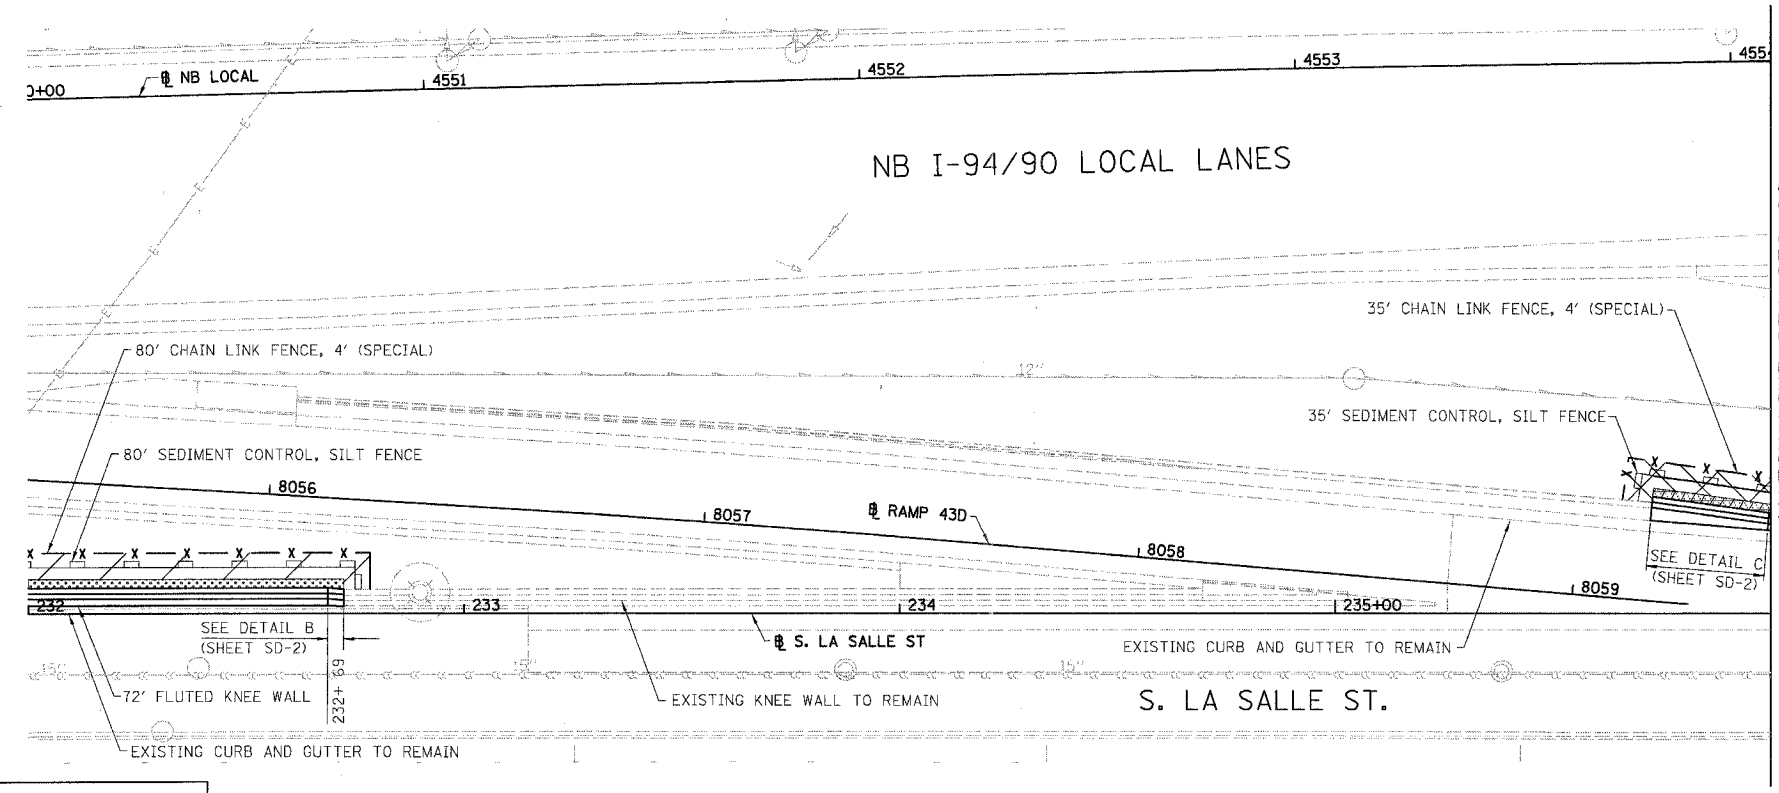 0+00
℄ NB LOCAL
4551
4552
4553
455
NB I-94/90 LOCAL LANES
35' CHAIN LINK FENCE, 4' (SPECIAL)
80' CHAIN LINK FENCE, 4' (SPECIAL)
12"
35' SEDIMENT CONTROL, SILT FENCE
80' SEDIMENT CONTROL, SILT FENCE
8056
8057
℄ RAMP 43D
8058
8059
SEE DETAIL C
(SHEET SD-2)
232
233
234
235+00
SEE DETAIL B
(SHEET SD-2)
℄ S. LA SALLE ST
EXISTING CURB AND GUTTER TO REMAIN
15"
15"
15"
72' FLUTED KNEE WALL
232+ 69
EXISTING KNEE WALL TO REMAIN
S. LA SALLE ST.
EXISTING CURB AND GUTTER TO REMAIN